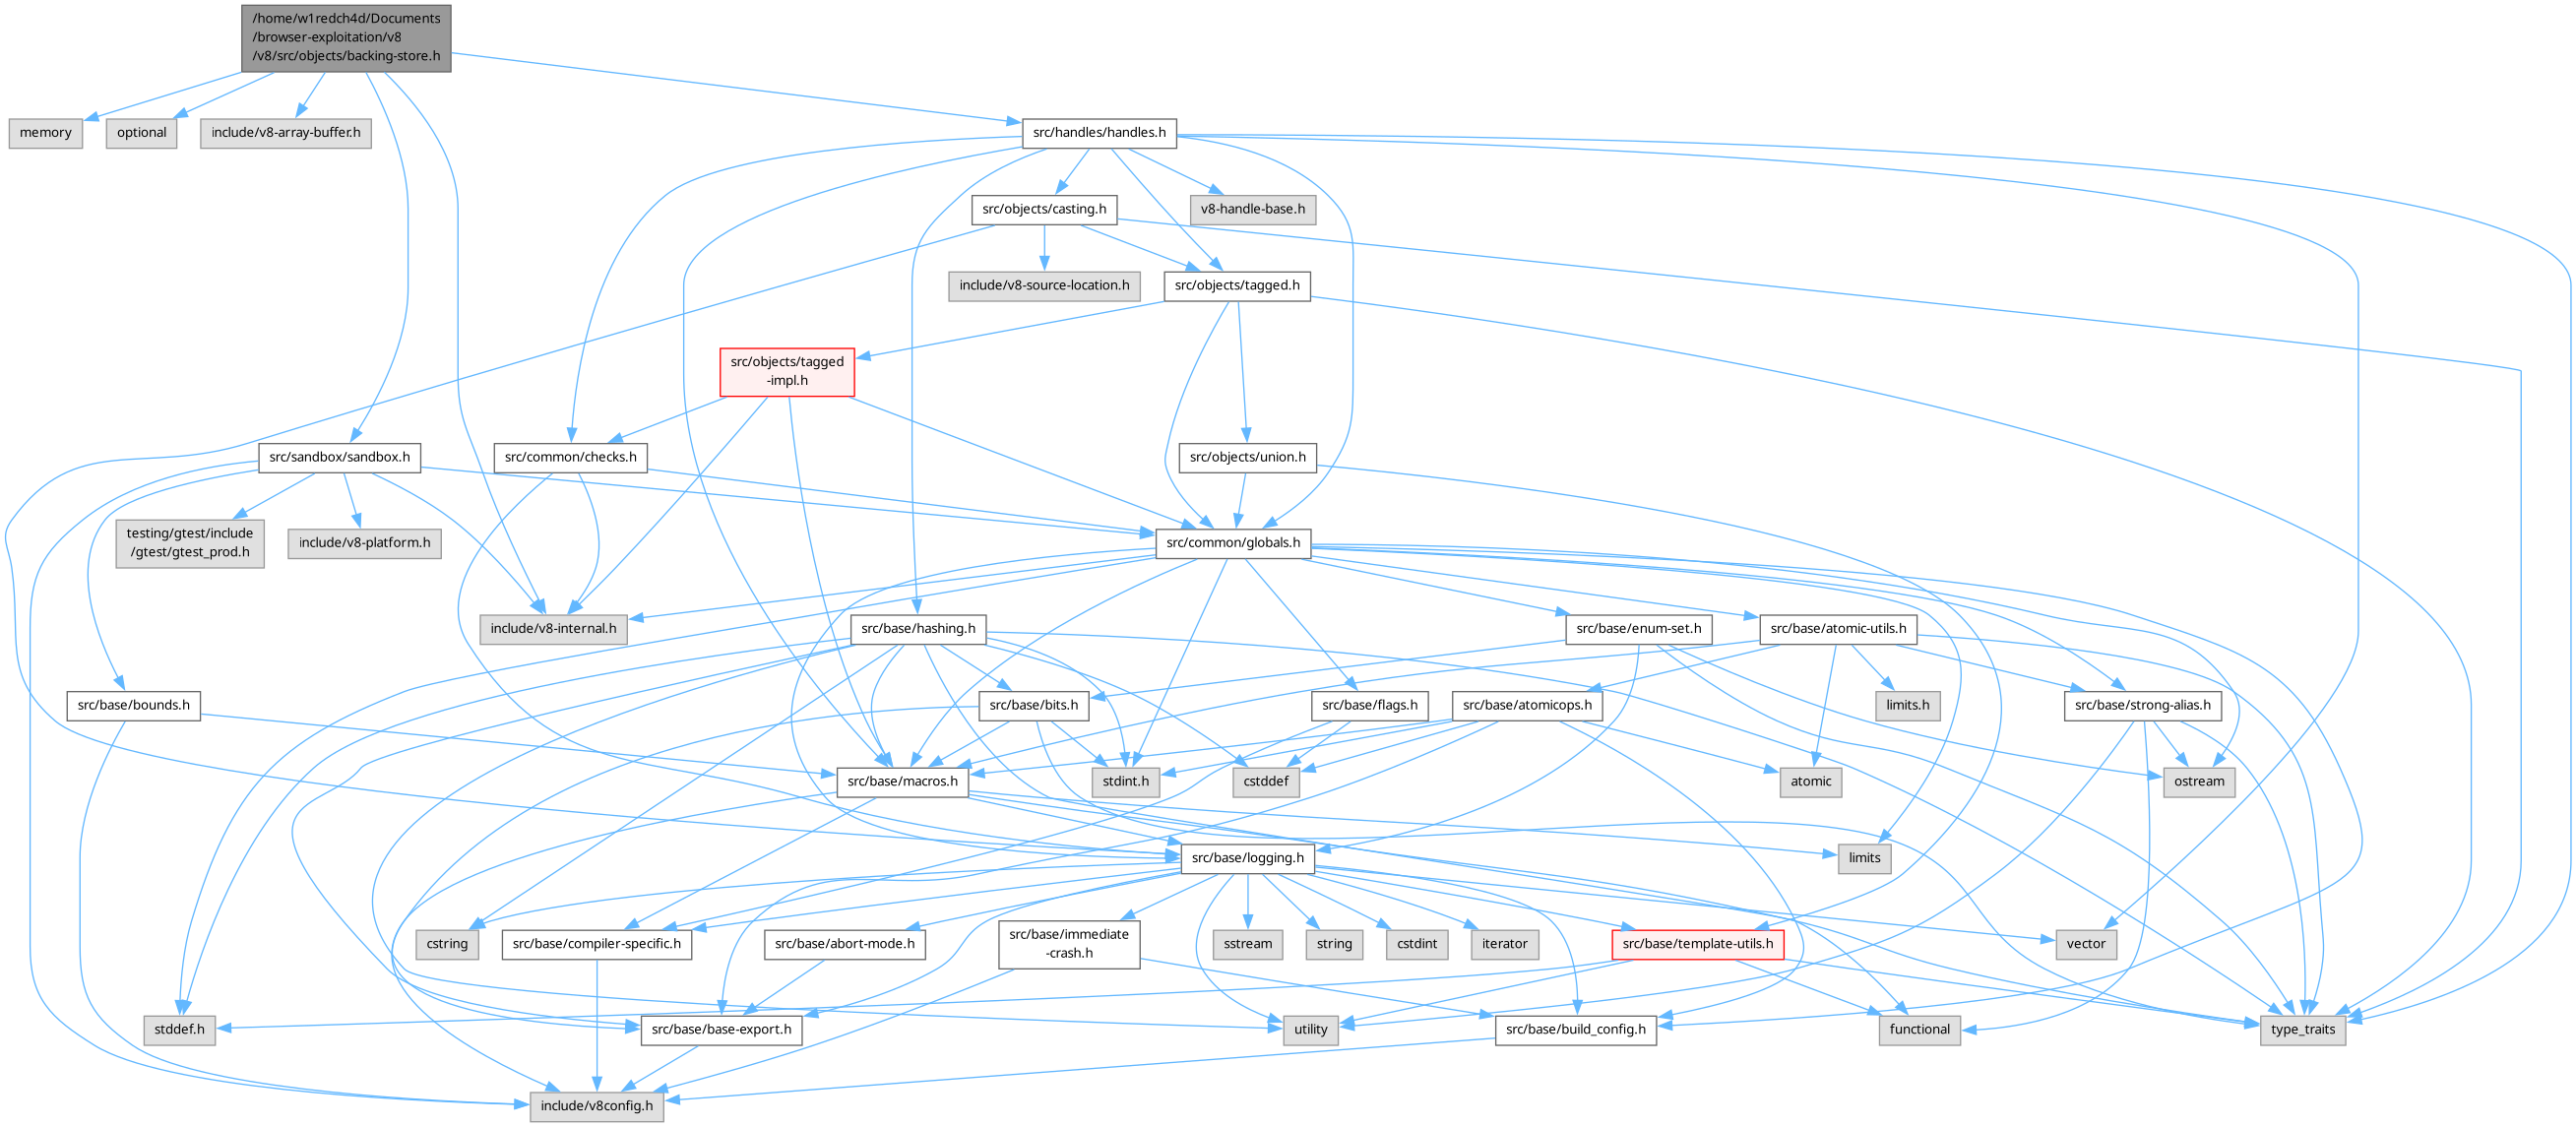 /home/w1redch4d/Documents
/browser-exploitation/v8
/v8/src/objects/backing-store.h
memory
optional
include/v8-array-buffer.h
src/handles/handles.h
src/objects/casting.h
v8-handle-base.h
include/v8-source-location.h
src/objects/tagged.h
src/objects/tagged
-impl.h
src/sandbox/sandbox.h
src/common/checks.h
src/objects/union.h
testing/gtest/include
/gtest/gtest_prod.h
include/v8-platform.h
src/common/globals.h
include/v8-internal.h
src/base/hashing.h
src/base/enum-set.h
src/base/atomic-utils.h
src/base/bounds.h
src/base/bits.h
src/base/flags.h
src/base/atomicops.h
limits.h
src/base/strong-alias.h
src/base/macros.h
stdint.h
cstddef
atomic
ostream
src/base/logging.h
limits
cstring
src/base/compiler-specific.h
src/base/abort-mode.h
src/base/immediate
-crash.h
sstream
string
cstdint
iterator
src/base/template-utils.h
vector
stddef.h
src/base/base-export.h
utility
src/base/build_config.h
functional
type_traits
include/v8config.h